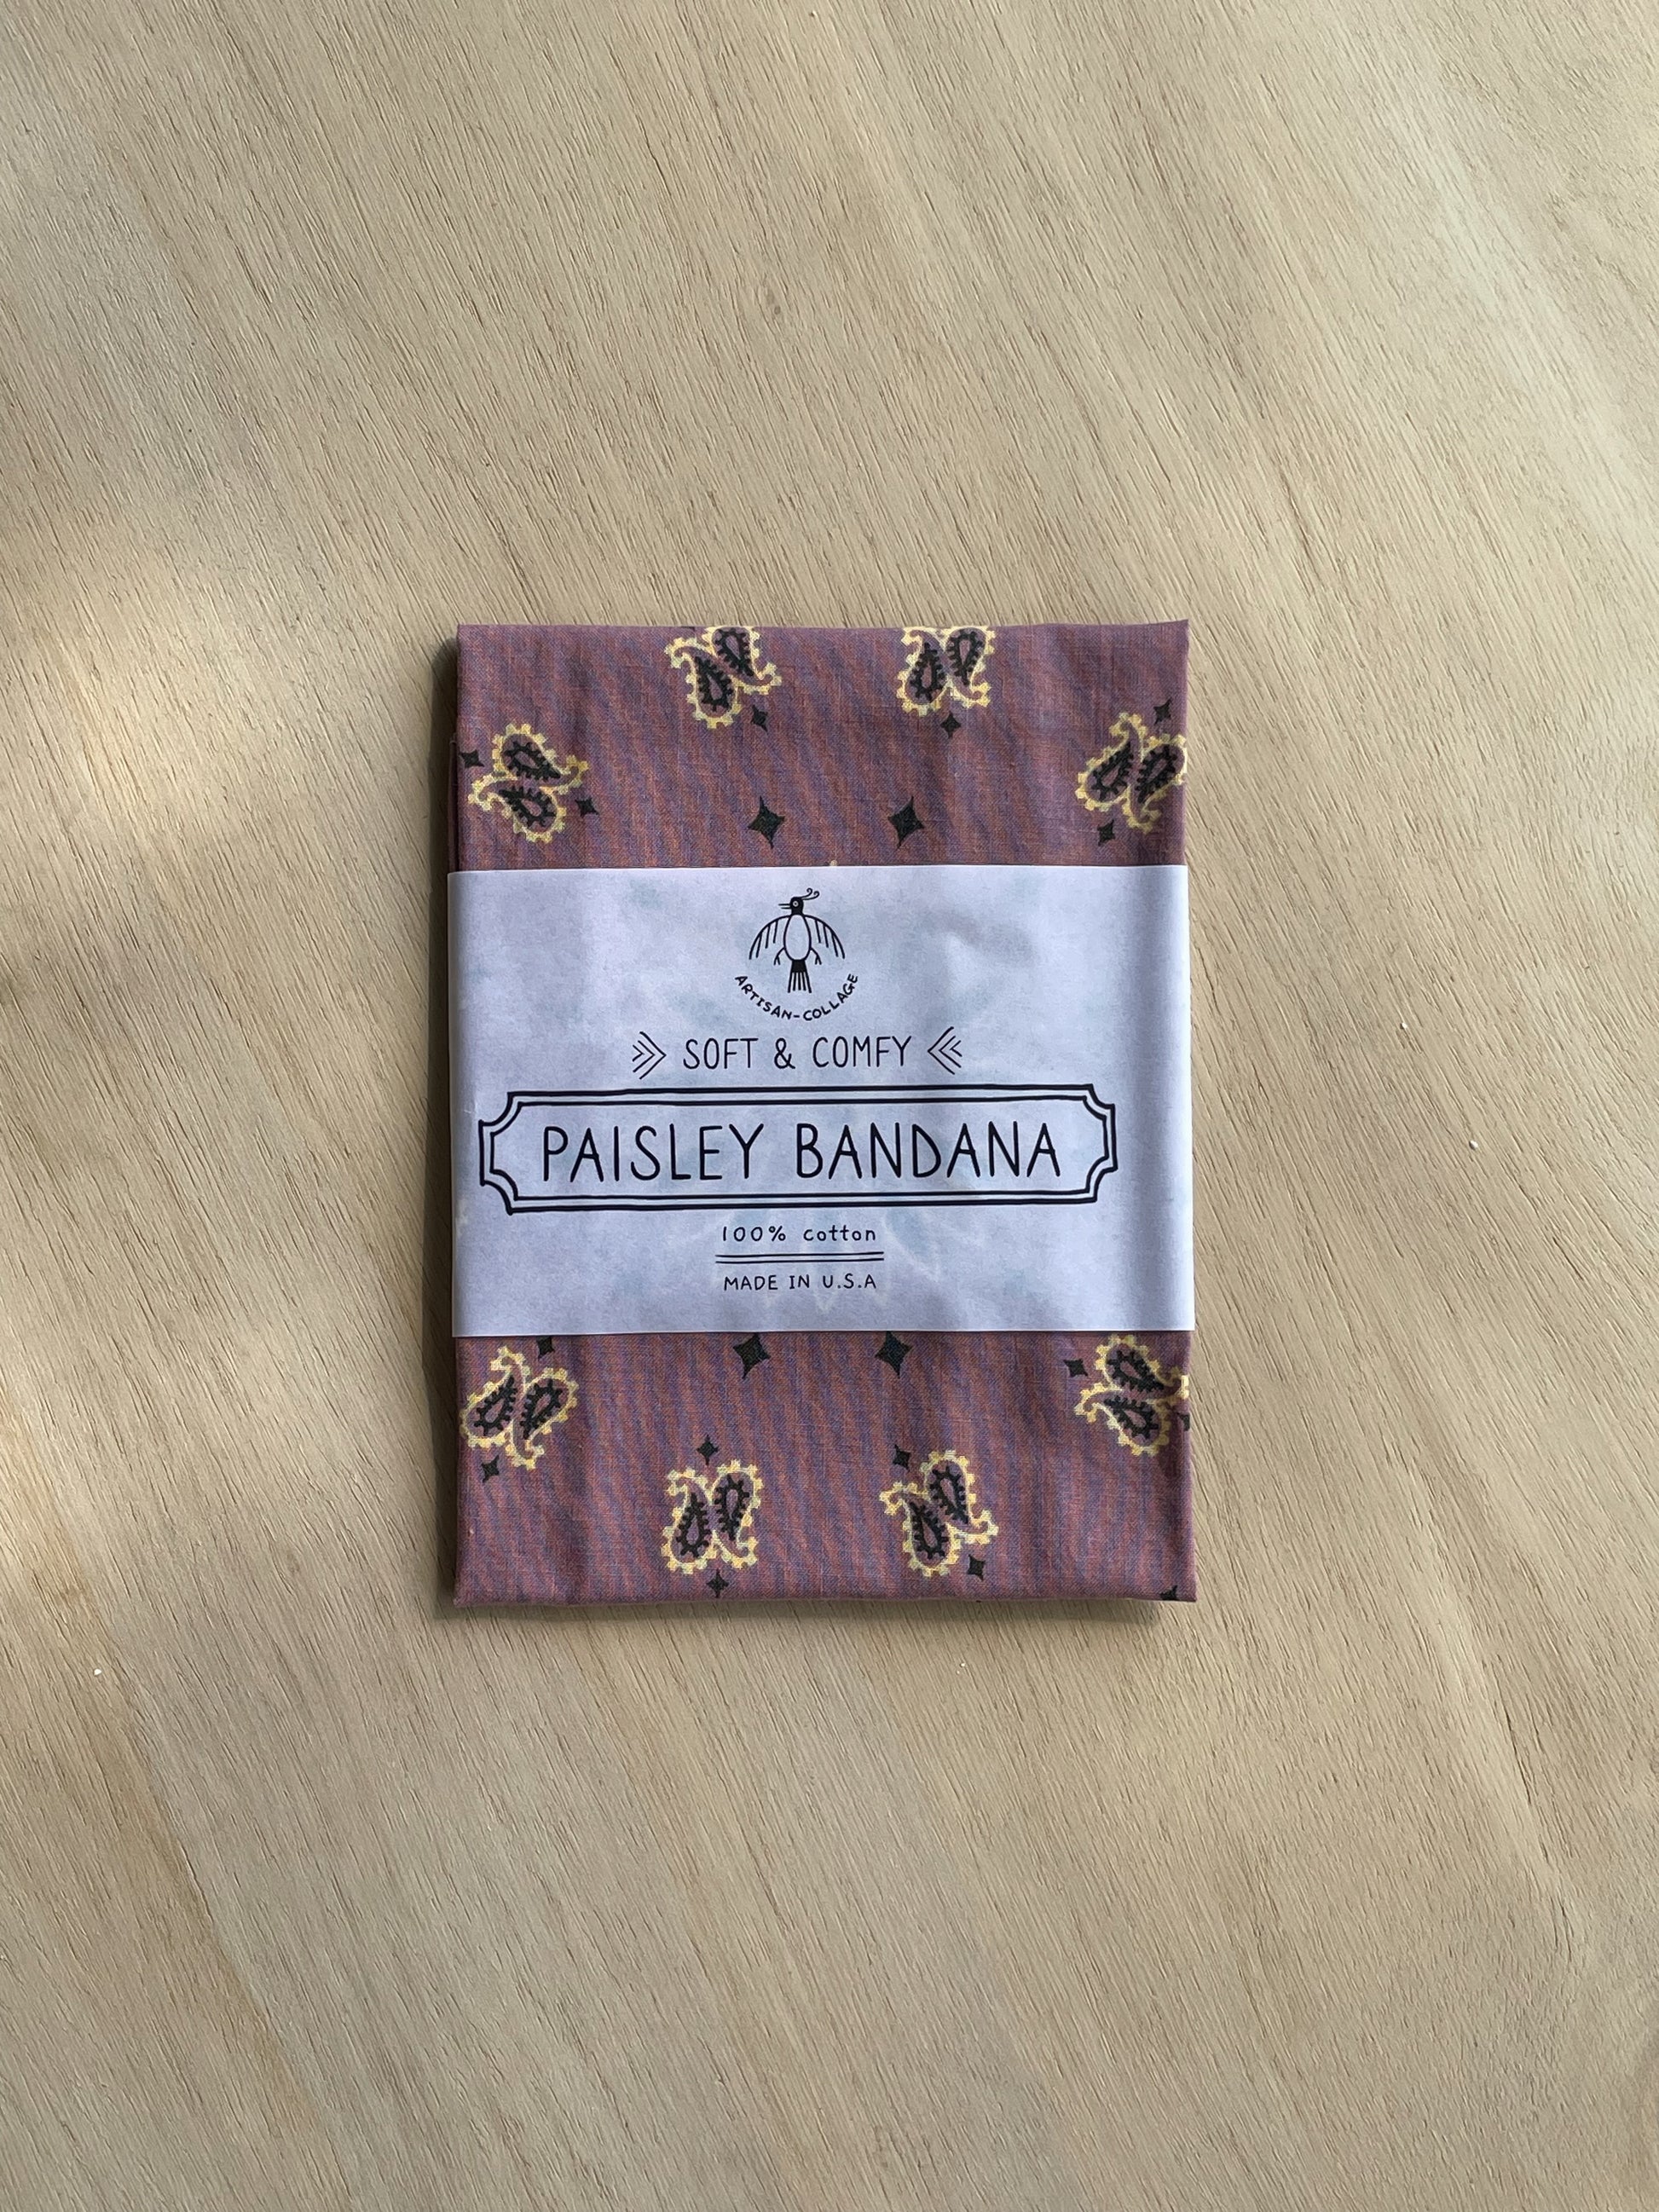 ARTISAN-COLLAGE
SOFT & COMFY
PAISLEY BANDANA
100% cotton
MADE IN U.S.A